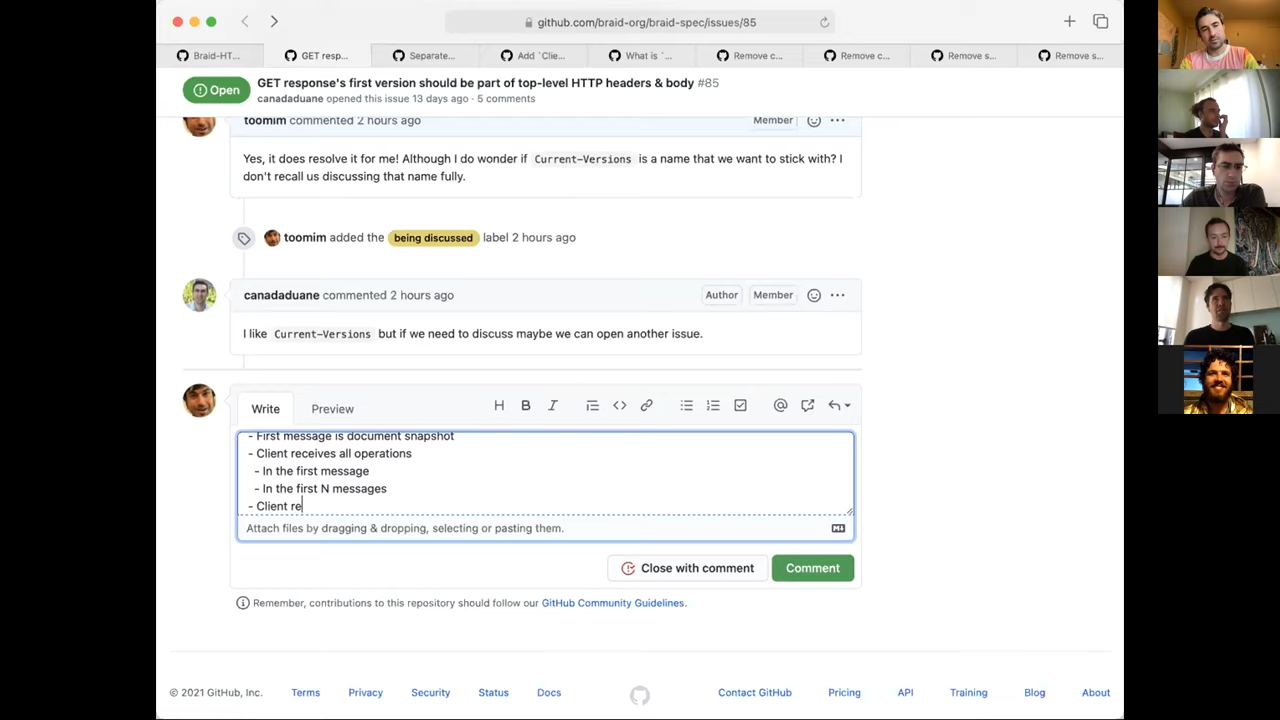 github.com/braid-org/braid-spec/issues/85
Braid-HT...
GET resp...
Separate...
Add `Clie...
What is `...
Remove c...
Remove c...
Remove s...
Remove s...
Open
GET response's first version should be part of top-level HTTP headers & body #85
canadaduane opened this issue 13 days ago · 5 comments
toomim commented 2 hours ago
Member
Yes, it does resolve it for me! Although I do wonder if Current-Versions is a name that we want to stick with? I
don't recall us discussing that name fully.
toomim added the being discussed label 2 hours ago
canadaduane commented 2 hours ago
Author
Member
I like Current-Versions but if we need to discuss maybe we can open another issue.
Write
Preview
- First message is document snapshot
- Client receives all operations
- In the first message
- In the first N messages
- Client re
Attach files by dragging & dropping, selecting or pasting them.
Close with comment
Comment
Remember, contributions to this repository should follow our GitHub Community Guidelines.
© 2021 GitHub, Inc.
Terms
Privacy
Security
Status
Docs
Contact GitHub
Pricing
API
Training
Blog
About